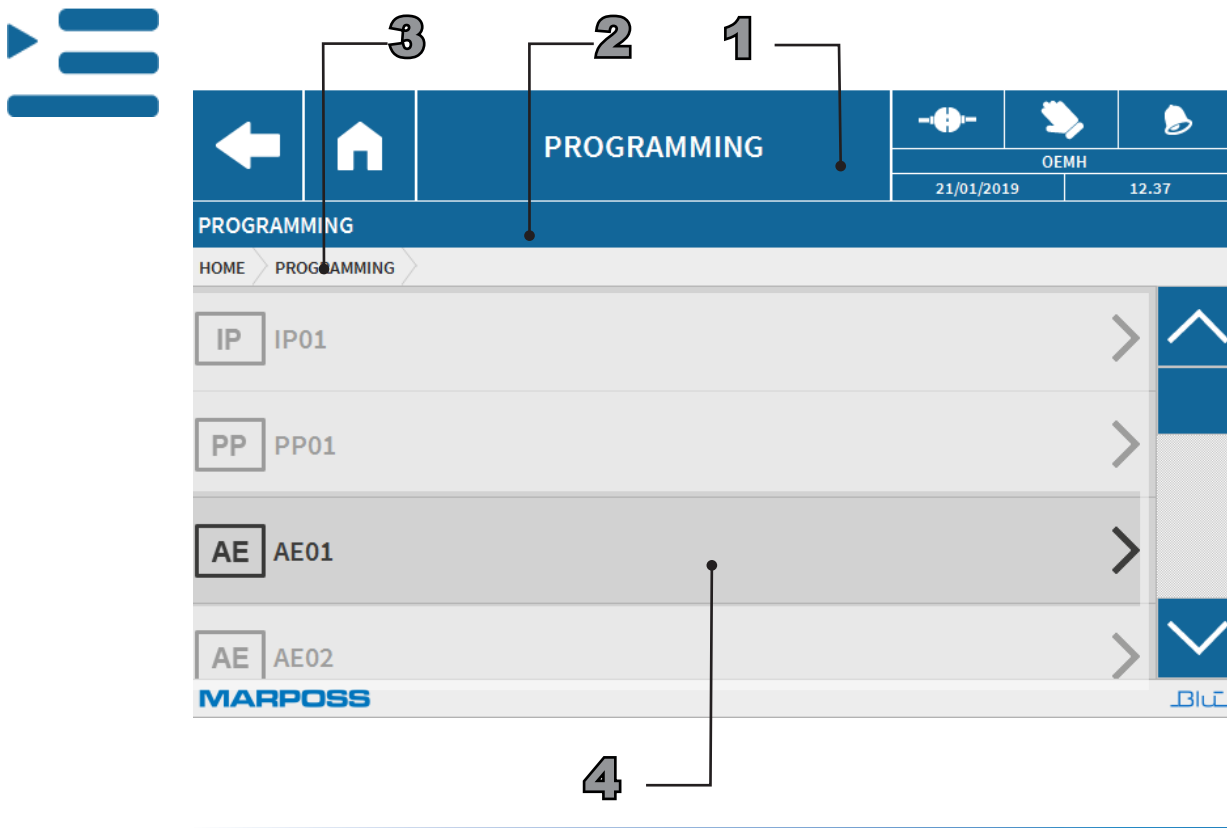 3 2 1
PROGRAMMING
OEMH
21/01/2019 12.37
PROGRAMMING
HOME PROGRAMMING
IP IP01
PP PP01
AE AE01
AE AE02
MARPOSS Blú
4